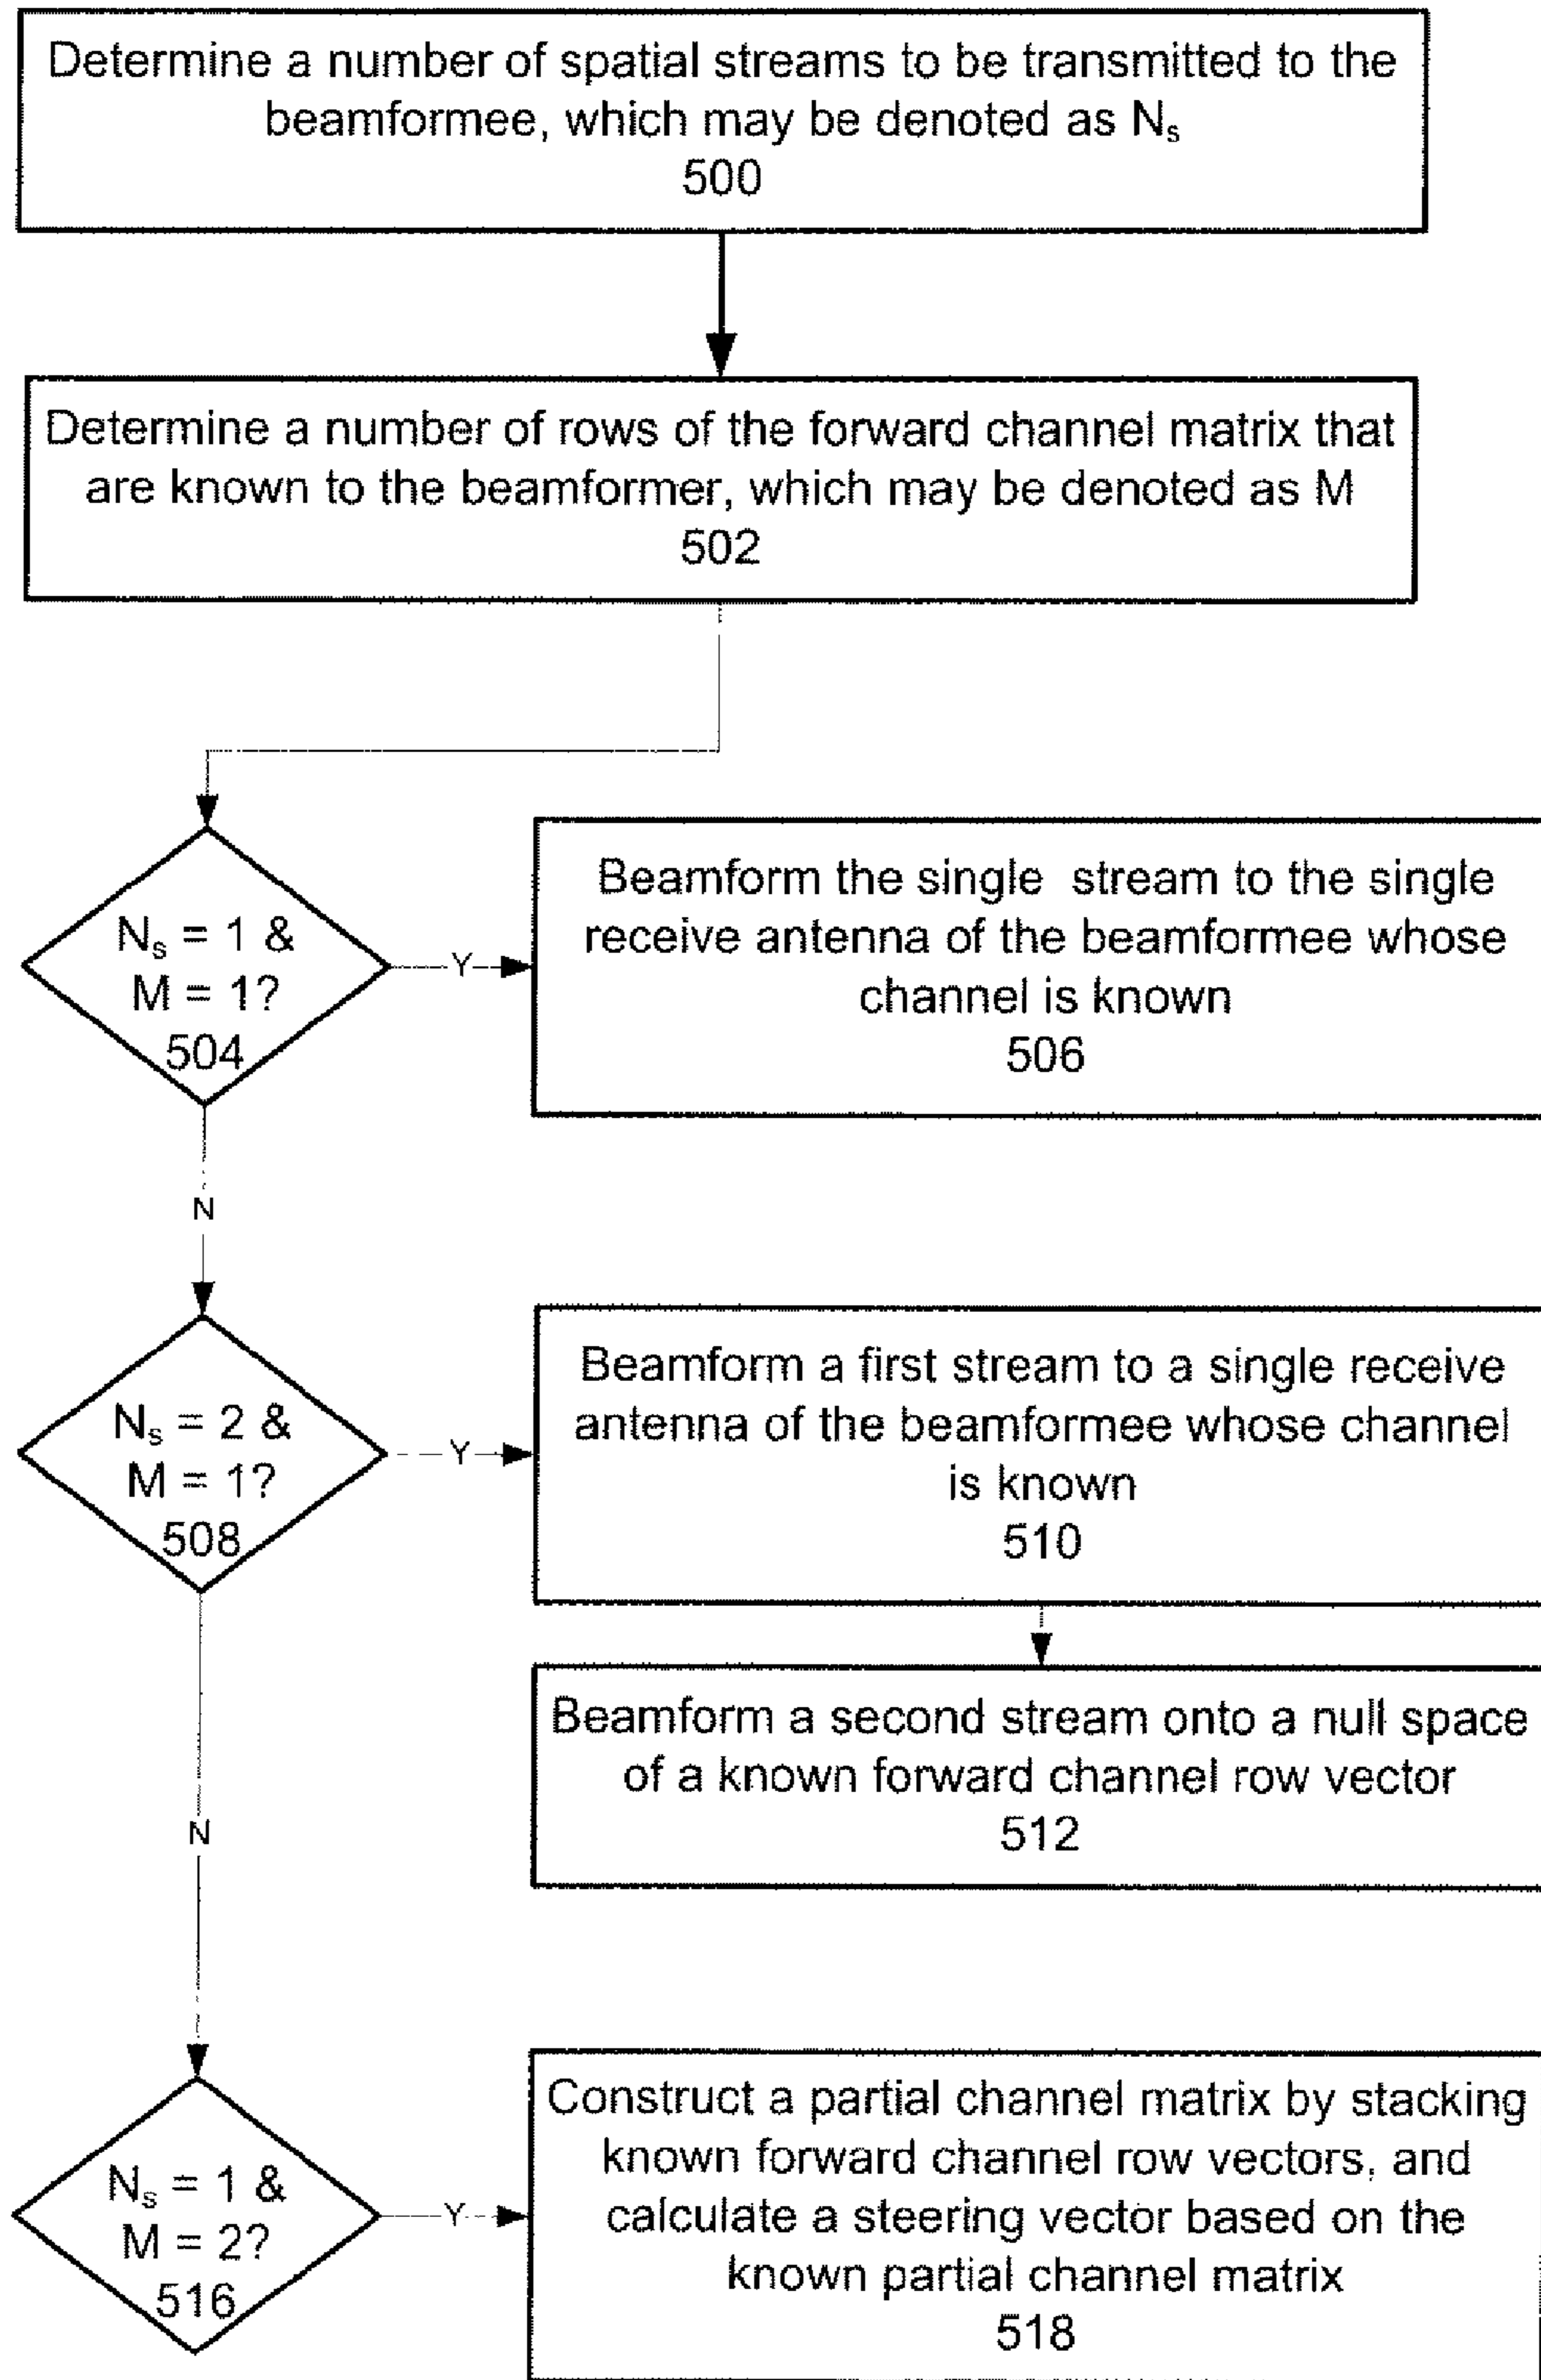 Determine a number of spatial streams to be transmitted to the
beamformee, which may be denoted as Nₛ
500
Determine a number of rows of the forward channel matrix that
are known to the beamformer, which may be denoted as M
502
Nₛ = 1 &
M = 1?
504
Y
Beamform the single stream to the single
receive antenna of the beamformee whose
channel is known
506
N
Nₛ = 2 &
M = 1?
508
Y
Beamform a first stream to a single receive
antenna of the beamformee whose channel
is known
510
Beamform a second stream onto a null space
of a known forward channel row vector
512
N
Nₛ = 1 &
M = 2?
516
Y
Construct a partial channel matrix by stacking
known forward channel row vectors, and
calculate a steering vector based on the
known partial channel matrix
518